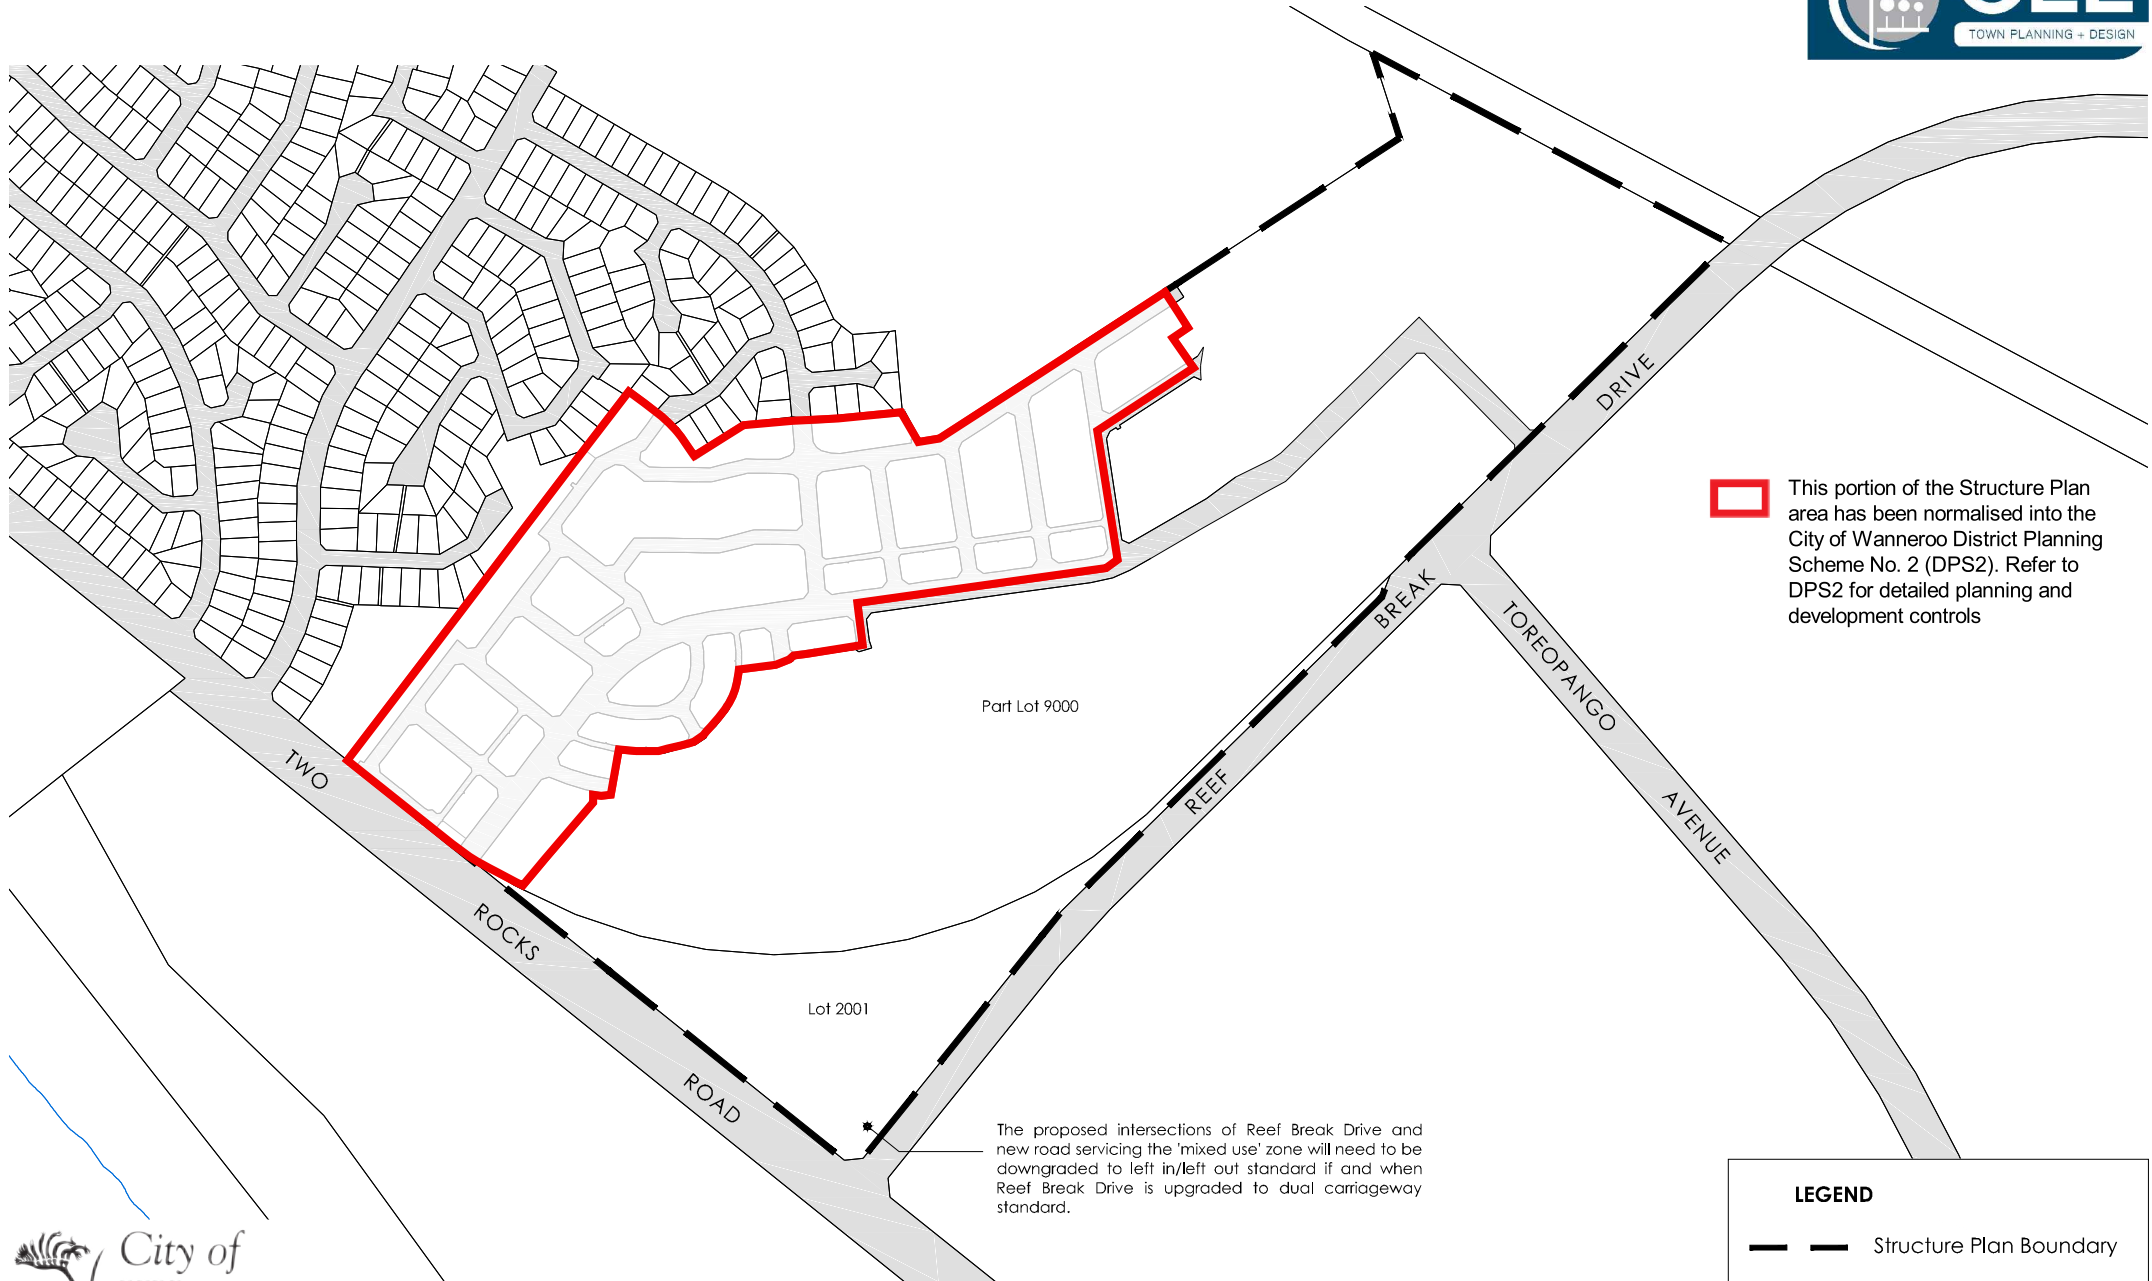 TOWN PLANNING + DESIGN
This portion of the Structure Plan
area has been normalised into the
City of Wanneroo District Planning
Scheme No. 2 (DPS2). Refer to
DPS2 for detailed planning and
development controls
DRIVE
BREAK
REEF
TOREOPANGO
AVENUE
Part Lot 9000
TWO
ROCKS
ROAD
Lot 2001
The proposed intersections of Reef Break Drive and
new road servicing the 'mixed use' zone will need to be
downgraded to left in/left out standard if and when
Reef Break Drive is upgraded to dual carriageway
standard.
LEGEND
Structure Plan Boundary
City of